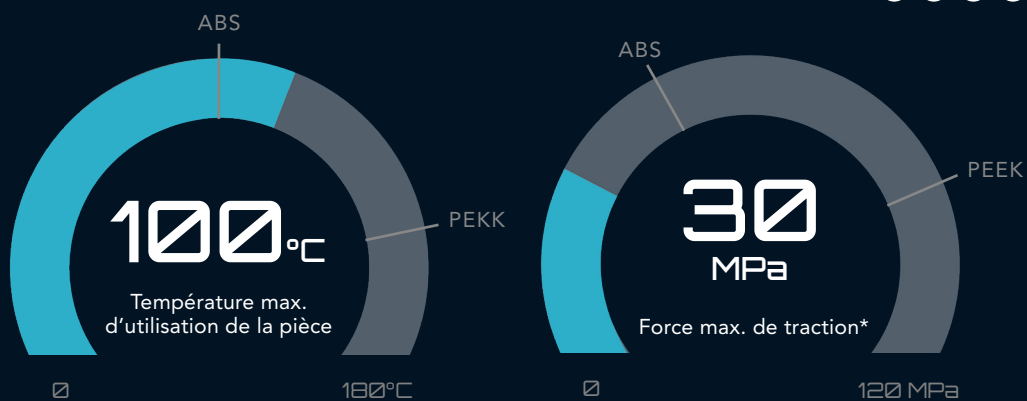 ABS
PEKK
100°C
Température max.
d'utilisation de la pièce
0
180°C
ABS
PEEK
30
MPa
Force max. de traction*
0
120 MPa